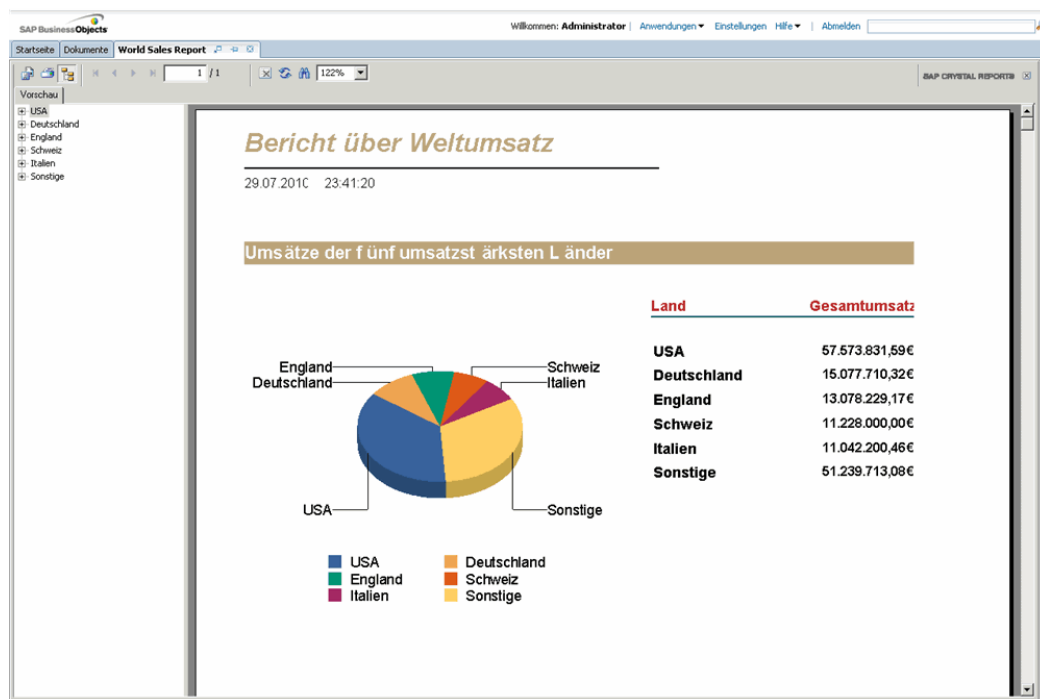 SAP BusinessObjects
Willkommen: Administrator | Anwendungen Einstellungen Hilfe | Abmelden
Startseite Dokumente World Sales Report
1 / 1 122% SAP CRYSTAL REPORTS
Vorschau
USA
Deutschland
England
Schweiz
Italien
Sonstige
Bericht über Weltumsatz
29.07.2010 23:41:20
Umsätze der f ünf umsatzst ärksten L änder
Land Gesamtumsatz
USA 57.573.831,59€
Deutschland 15.077.710,32€
England 13.078.229,17€
Schweiz 11.228.000,00€
Italien 11.042.200,46€
Sonstige 51.239.713,08€
England Schweiz
Deutschland Italien
USA Sonstige
USA Deutschland
England Schweiz
Italien Sonstige